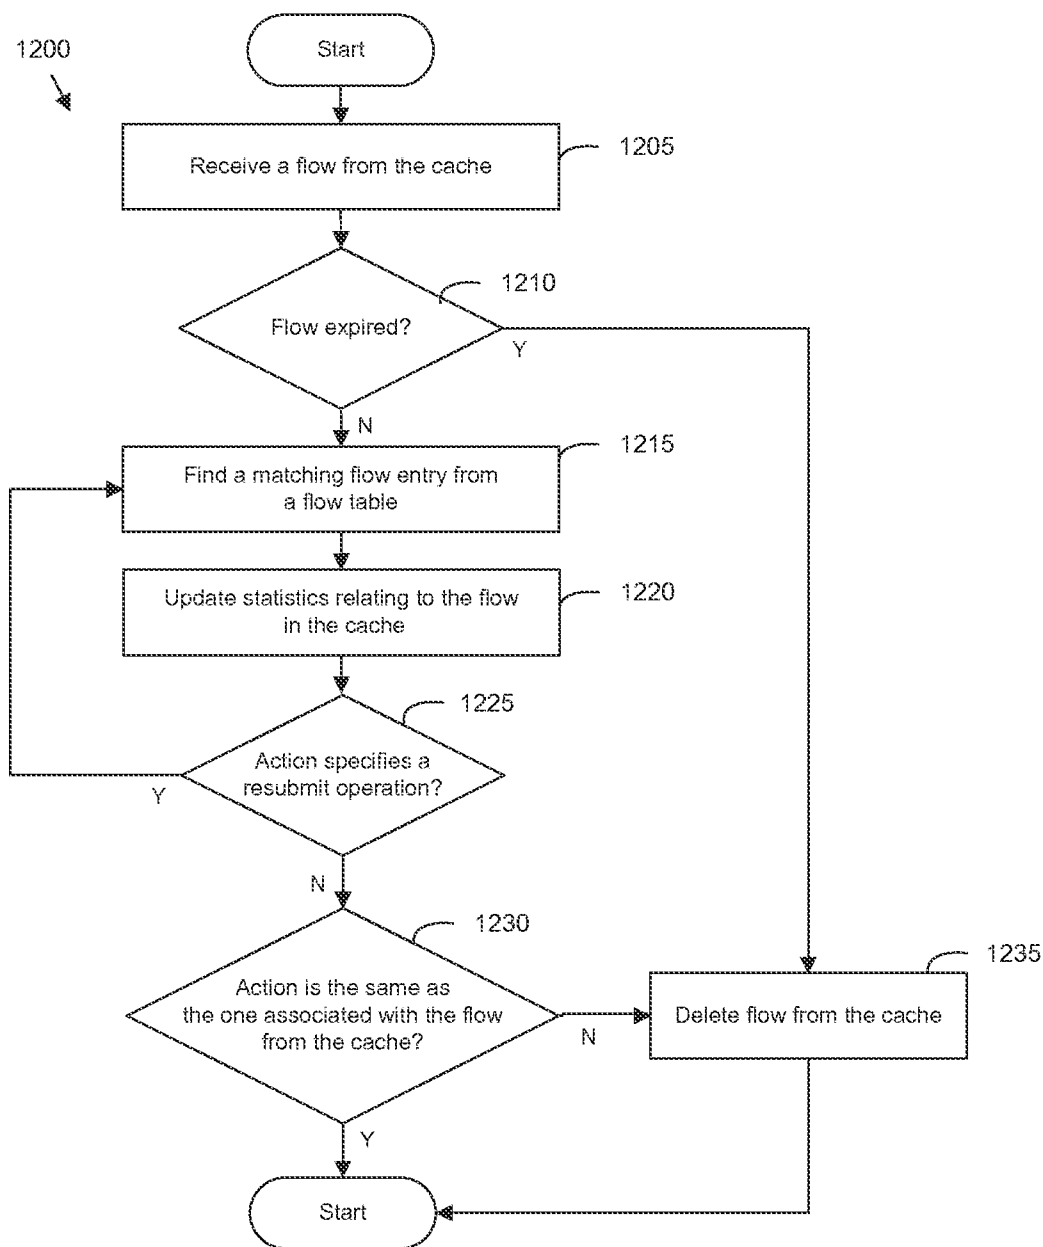 1200
Start
Receive a flow from the cache
1205
Flow expired?
1210
Y
N
Find a matching flow entry from
a flow table
1215
Update statistics relating to the flow
in the cache
1220
Action specifies a
resubmit operation?
1225
Y
N
Action is the same as
the one associated with the flow
from the cache?
1230
N
Delete flow from the cache
1235
Y
Start